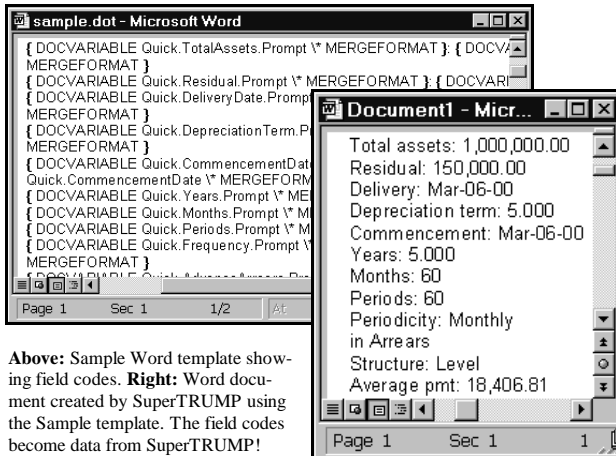 sample.dot - Microsoft Word
{ DOCVARIABLE Quick.TotalAssets.Prompt \* MERGEFORMAT }: { DOCVA
MERGEFORMAT }
{ DOCVARIABLE Quick.Residual.Prompt \* MERGEFORMAT }: { DOCVARI
{ DOCVARIABLE Quick.DeliveryDate.Prompt
MERGEFORMAT }
{ DOCVARIABLE Quick.DepreciationTerm.Pr
MERGEFORMAT }
{ DOCVARIABLE Quick.CommencementDat
Quick.CommencementDate \* MERGEFORM
{ DOCVARIABLE Quick.Years.Prompt \* ME
{ DOCVARIABLE Quick.Months.Prompt \* M
{ DOCVARIABLE Quick.Periods.Prompt \* M
{ DOCVARIABLE Quick.Frequency.Prompt \*
MERGEFORMAT }
Page 1 Sec 1 1/2 At
Document1 - Micr...
Total assets: 1,000,000.00
Residual: 150,000.00
Delivery: Mar-06-00
Depreciation term: 5.000
Commencement: Mar-06-00
Years: 5.000
Months: 60
Periods: 60
Periodicity: Monthly
in Arrears
Structure: Level
Average pmt: 18,406.81
Page 1 Sec 1 1
Above: Sample Word template show-
ing field codes. Right: Word docu-
ment created by SuperTRUMP using
the Sample template. The field codes
become data from SuperTRUMP!